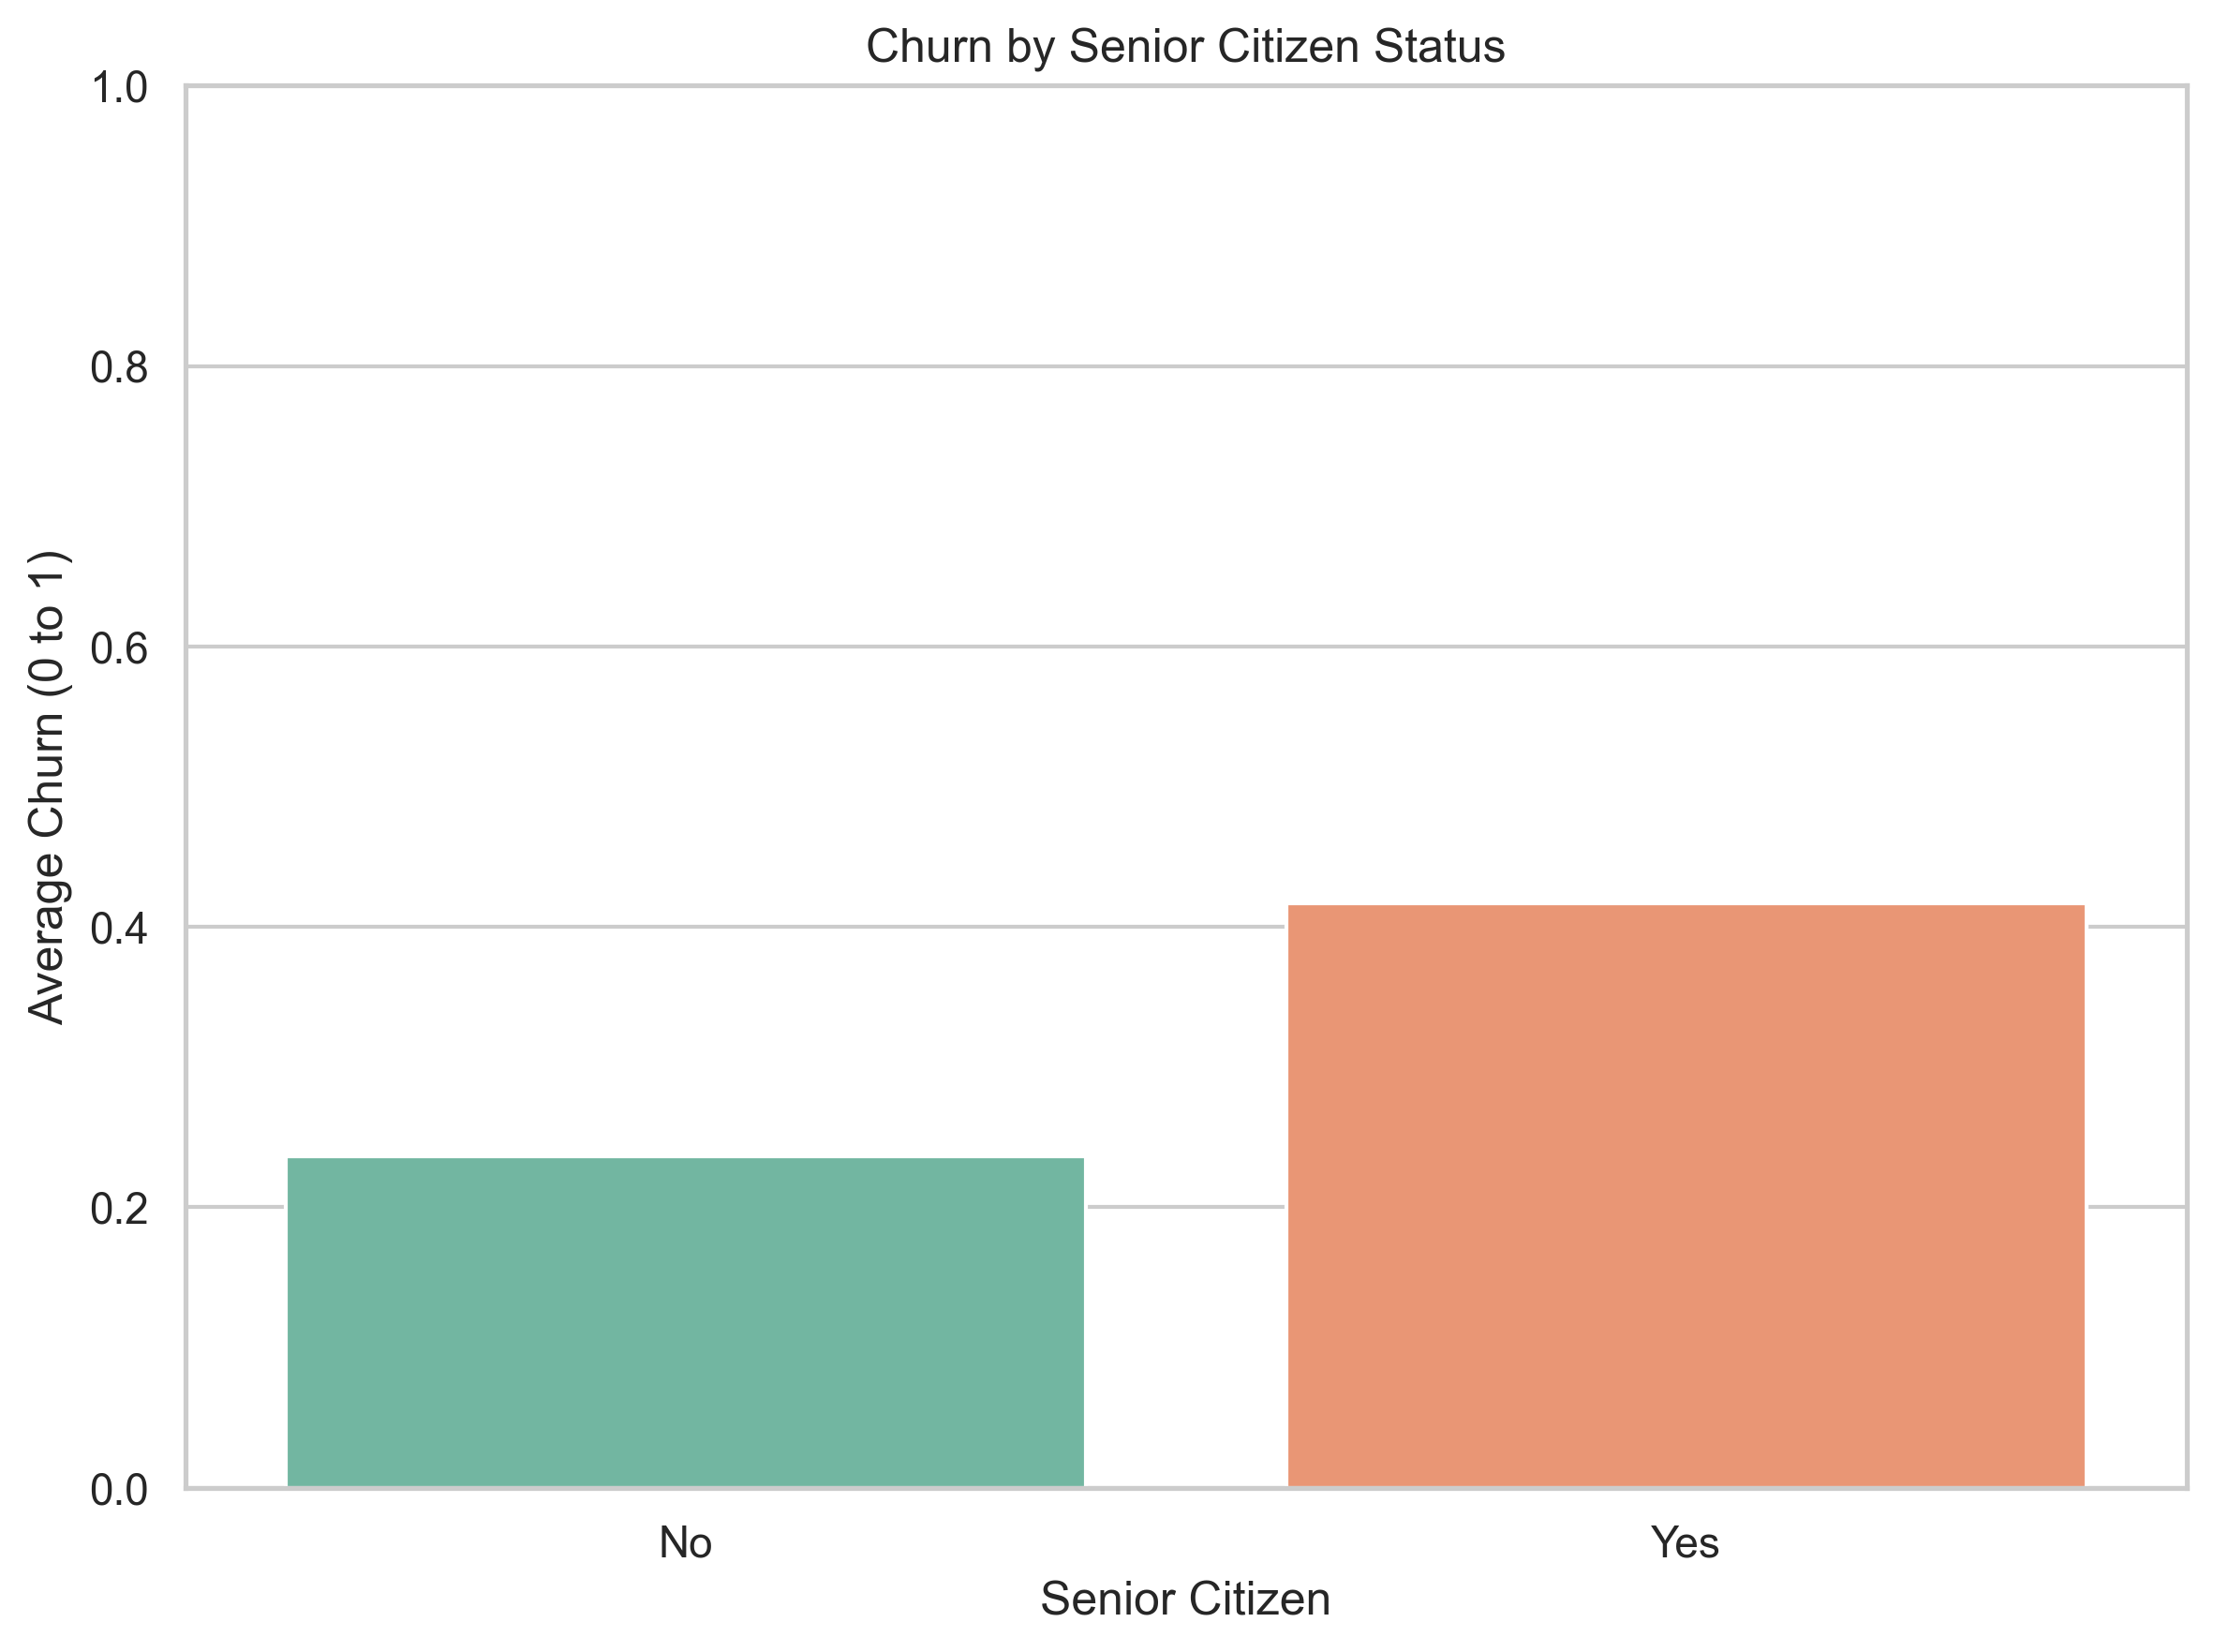 Churn by Senior Citizen Status
1.0
0.8
0.6
0.4
0.2
0.0
Average Churn (0 to 1)
No
Yes
Senior Citizen